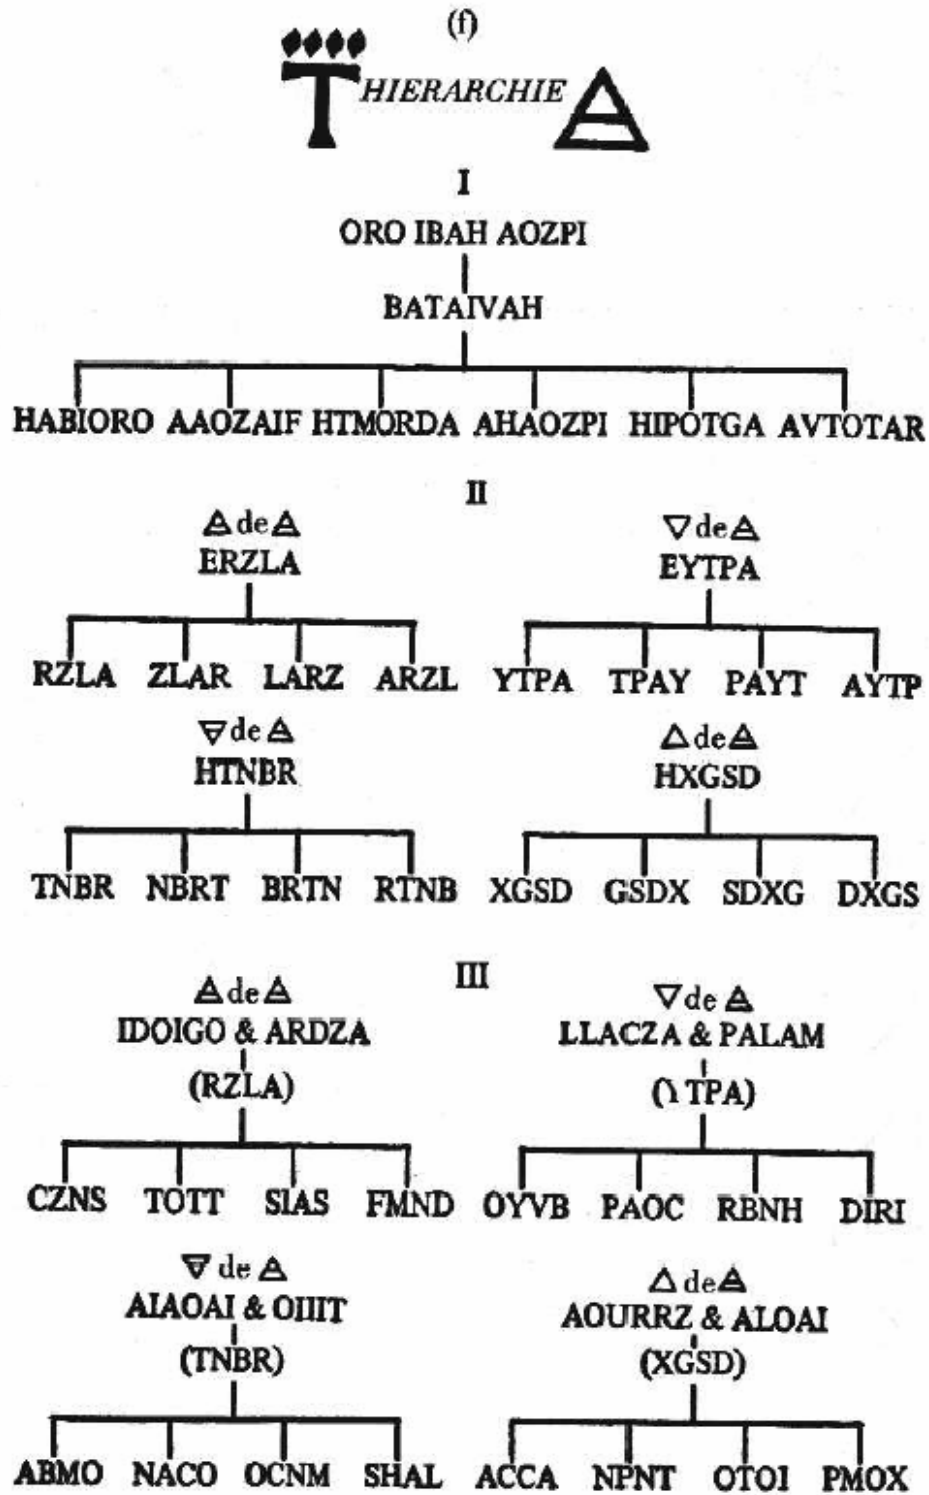 (f)
HIERARCHIE
I
ORO IBAH AOZPI
BATAIVAH
HABIORO AAOZAIF HTMORDA AHAOZPI HIPOTGA AVTOTAR
II
de de
ERZLA EYTPA
RZLA ZLAR LARZ ARZL YTPA TPAY PAYT AYTP
de de
HTNBR HXGSD
TNBR NBRT BRTN RTNB XGSD GSDX SDXG DXGS
III
de de
IDOIGO & ARDZA LLACZA & PALAM
(RZLA) TPA)
CZNS TOTT SIAS FMND OYVB PAOC RBNH DIRI
de de
AIAOAI & OIIIT AOURRZ & ALOAI
(TNBR) (XGSD)
ABMO NACO OCNM SHAL ACCA NPNT OTOI PMOX